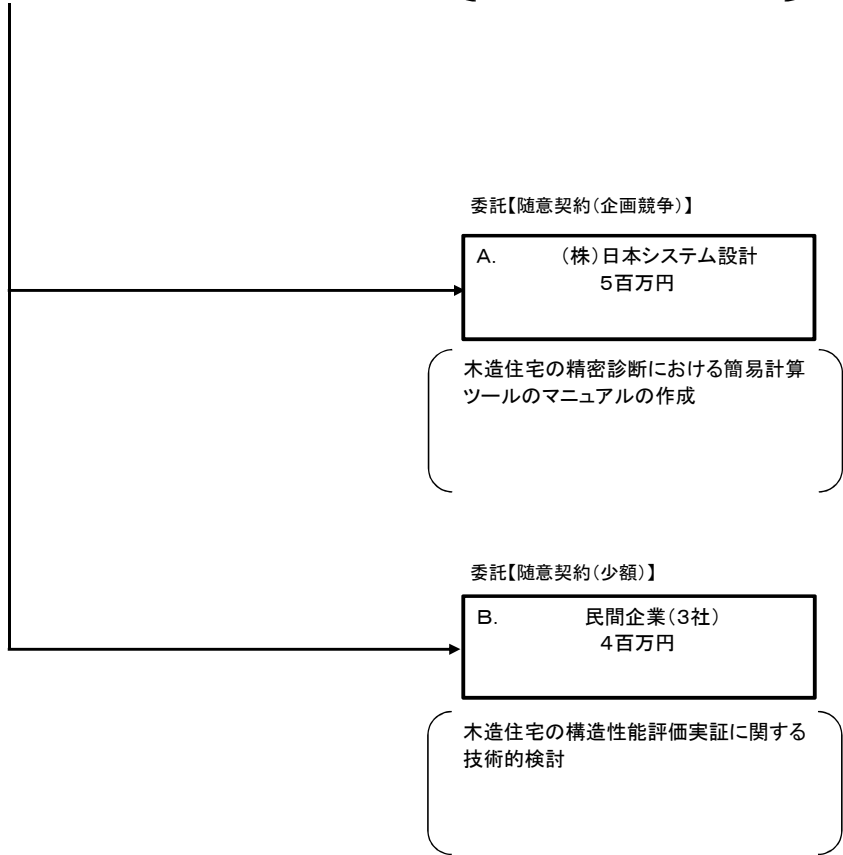 委託【随意契約（企画競争）】
A.　（株）日本システム設計
５百万円
木造住宅の精密診断における簡易計算
ツールのマニュアルの作成
委託【随意契約（少額）】
B.　民間企業（３社）
４百万円
木造住宅の構造性能評価実証に関する
技術的検討